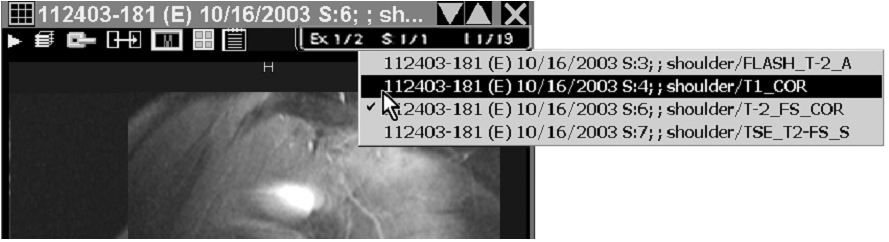 112403-181 (E) 10/16/2003 S:6; ; sh...
M
Ex 1/2 S 1/1 I 1/19
H
112403-181 (E) 10/16/2003 S:3; ; shoulder/FLASH_T-2_A
112403-181 (E) 10/16/2003 S:4; ; shoulder/T1_COR
✓ 112403-181 (E) 10/16/2003 S:6; ; shoulder/T-2_FS_COR
112403-181 (E) 10/16/2003 S:7; ; shoulder/TSE_T2-FS_S